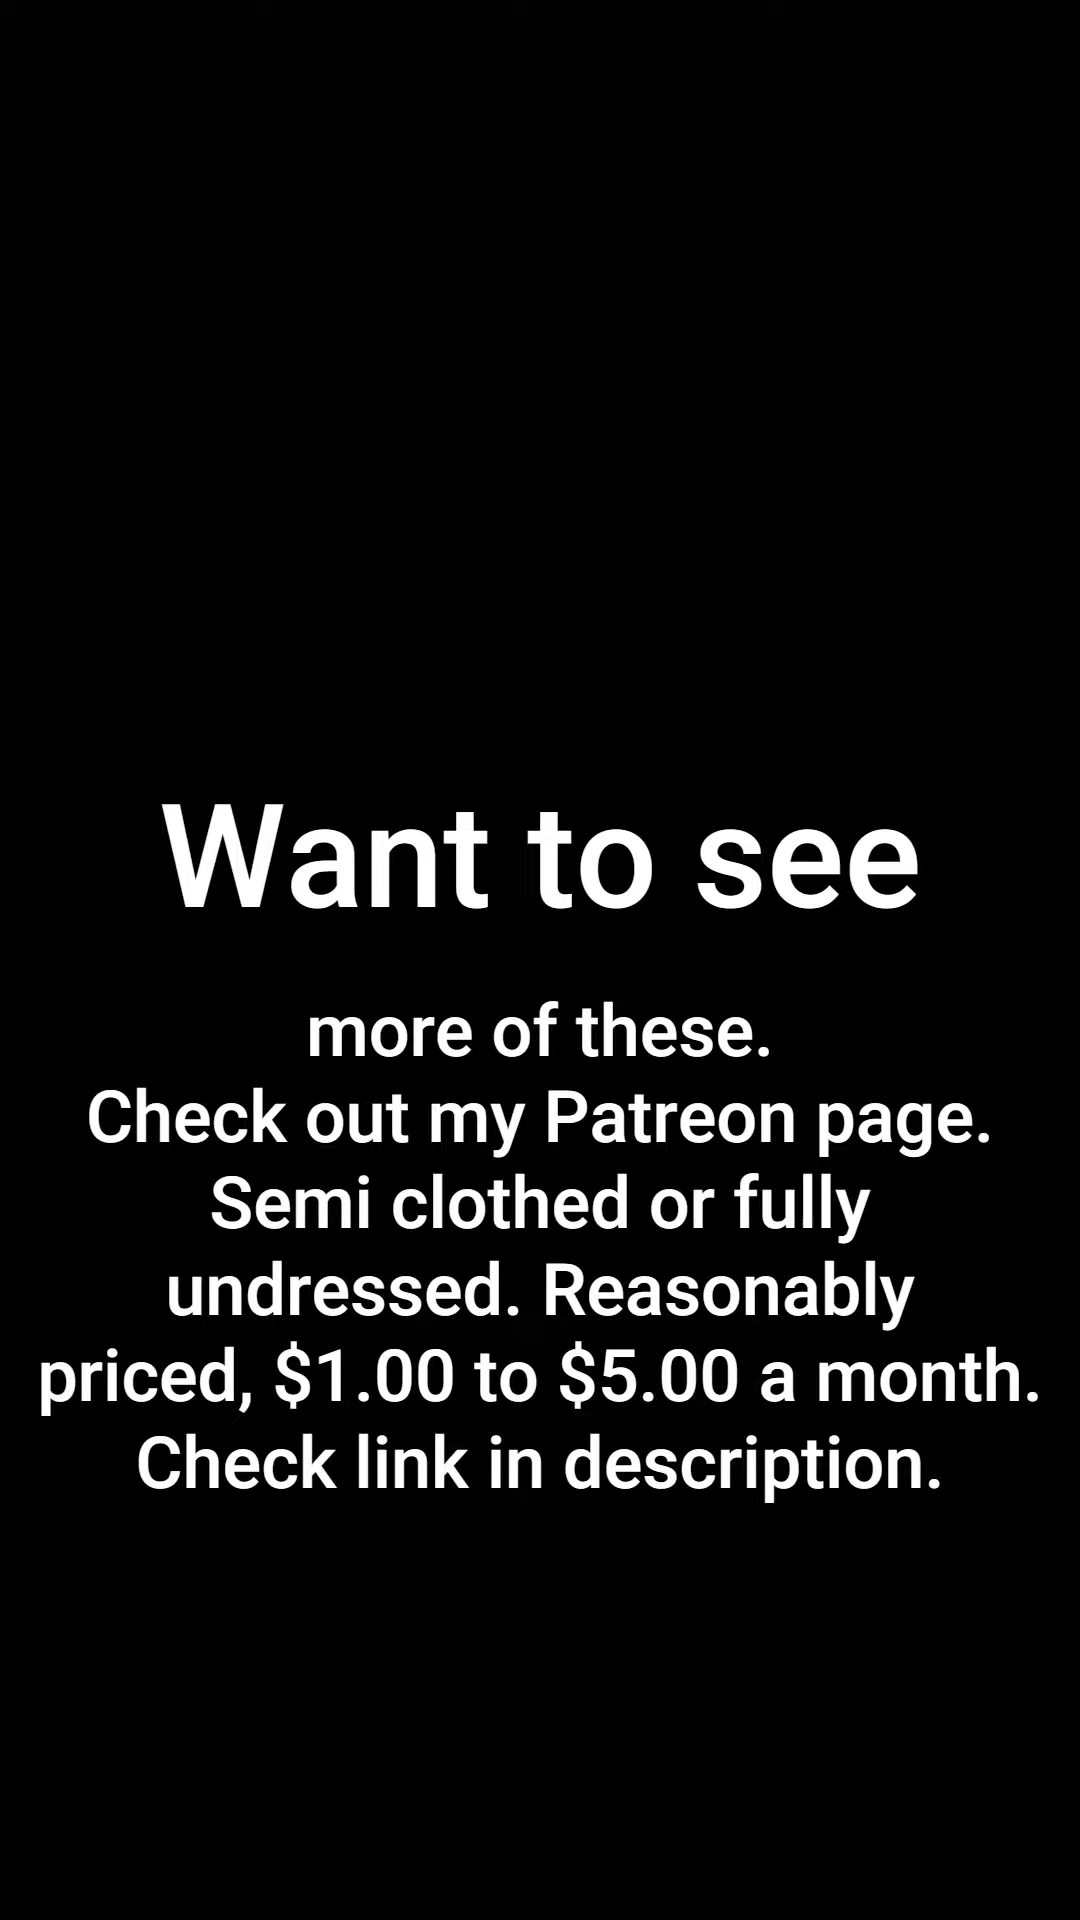 Want to see
more of these.
Check out my Patreon page.
Semi clothed or fully
undressed. Reasonably
priced, $1.00 to $5.00 a month.
Check link in description.